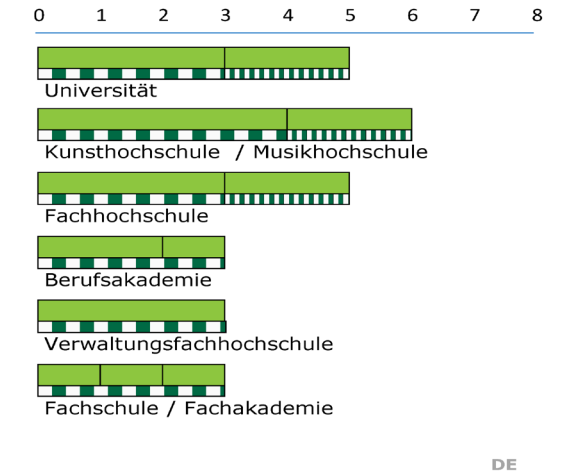 0 1 2 3 4 5 6 7 8
Universität
Kunsthochschule / Musikhochschule
Fachhochschule
Berufsakademie
Verwaltungsfachhochschule
Fachschule / Fachakademie
DE